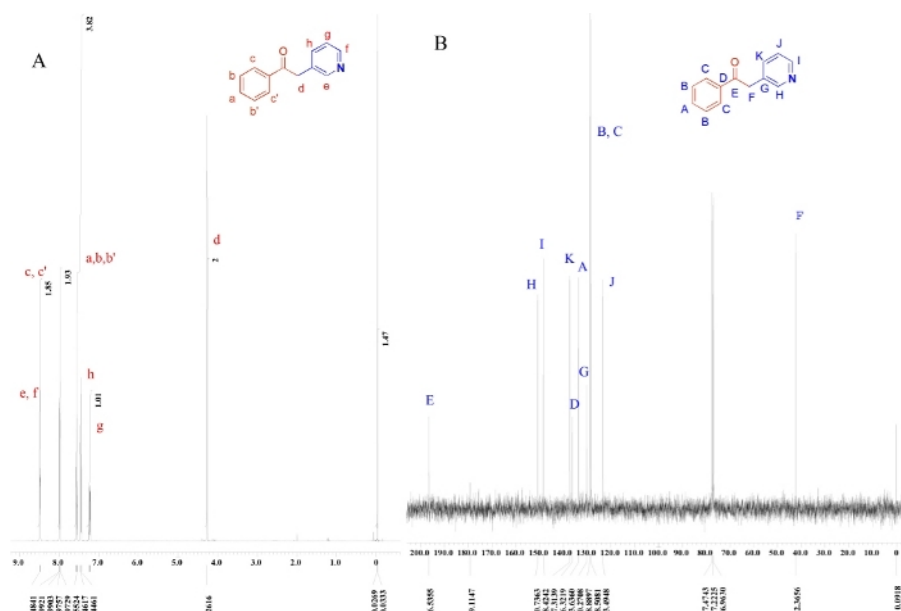 A
3.82
O
g
h
f
c
b
N
a
c'
d
e
b'
d
2
c, c'
1.85
1.93
a,b,b'
1.47
e, f
h
1.01
g
9.0 8.0 7.0 6.0 5.0 4.0 3.0 2.0 1.0 0
B
O
J
K
I
C
D
B
N
E
F
G
H
A
C
B
B, C
F
I
K
A
H
J
G
D
E
200.0 190.0 180.0 170.0 160.0 150.0 140.0 130.0 120.0 110.0 100.0 90.0 80.0 70.0 60.0 50.0 40.0 30.0 20.0 10.0 0